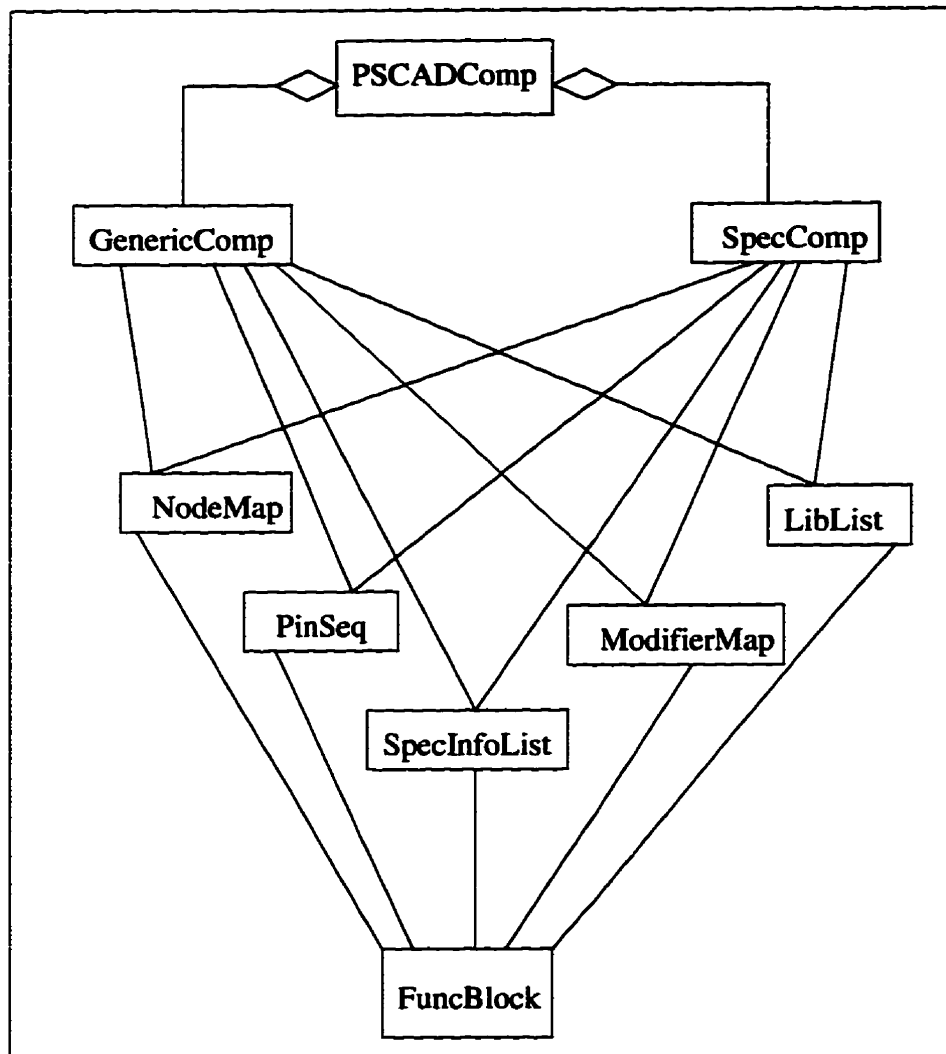 PSCADComp
GenericComp
SpecComp
NodeMap
LibList
PinSeq
ModifierMap
SpecInfoList
FuncBlock